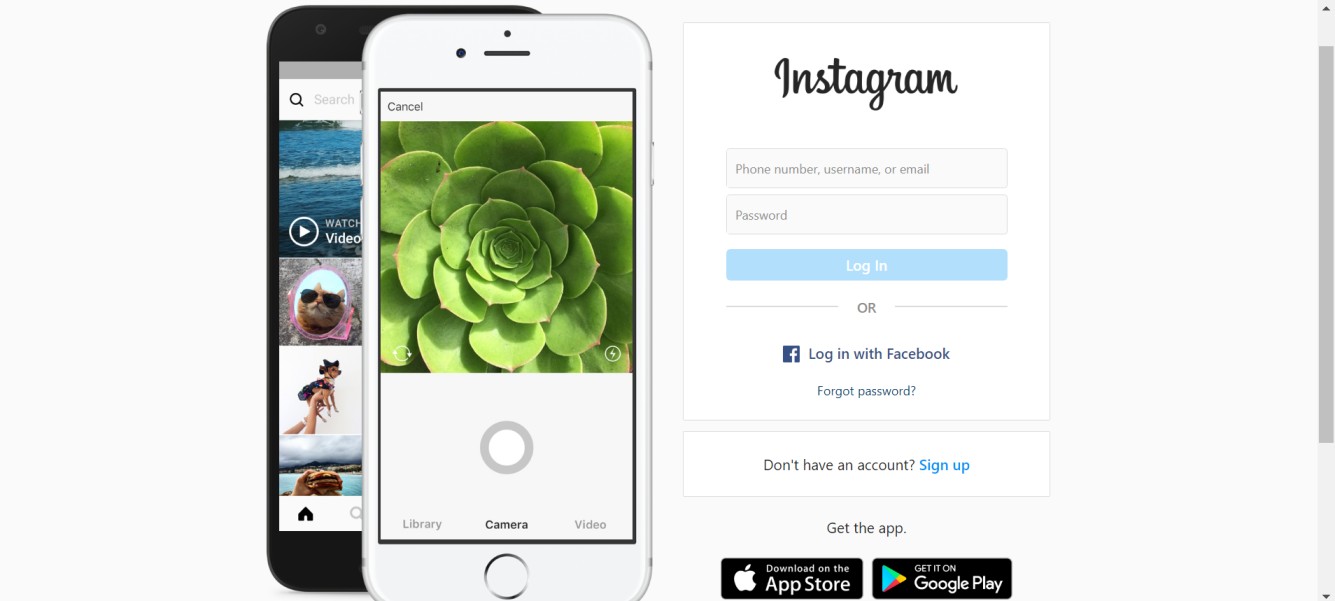 Search
WATCH
Video
Cancel
Library
Camera
Video
Instagram
Phone number, username, or email
Password
Log In
OR
Log in with Facebook
Forgot password?
Don't have an account? Sign up
Get the app.
Download on the
App Store
GET IT ON
Google Play